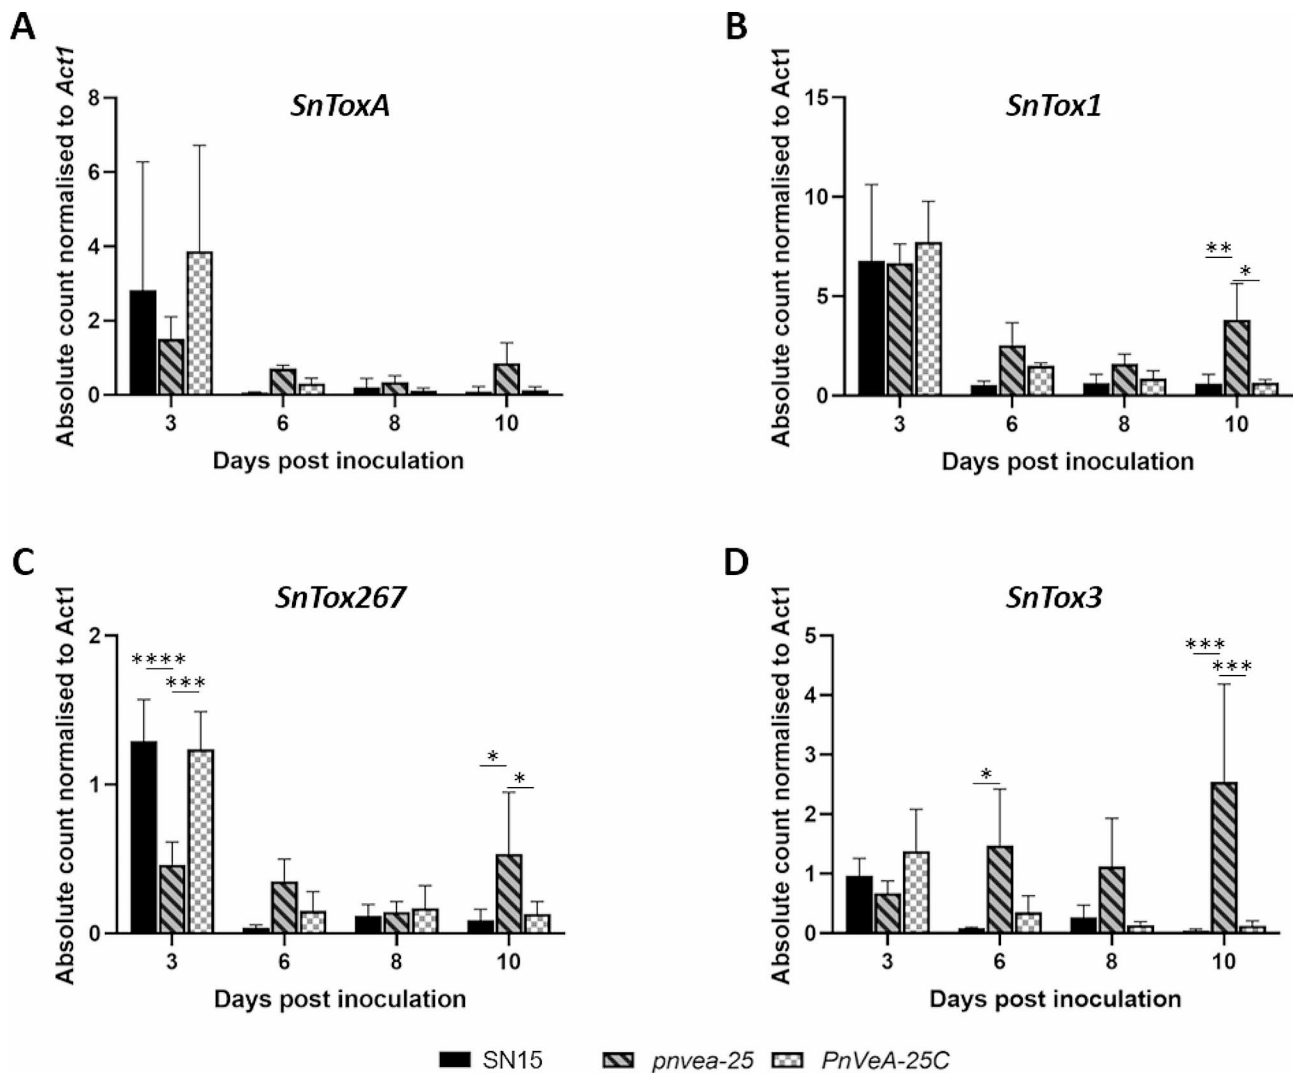 A
Absolute count normalised to Act1
SnToxA
8
6
4
2
0
3 6 8 10
Days post inoculation
B
Absolute count normalised to Act1
SnTox1
15
10
5
0
**
*
3 6 8 10
Days post inoculation
C
Absolute count normalised to Act1
SnTox267
2
1
0
****
***
*
*
3 6 8 10
Days post inoculation
D
Absolute count normalised to Act1
SnTox3
5
4
3
2
1
0
*
***
***
3 6 8 10
Days post inoculation
SN15 pnvea-25 PnVeA-25C